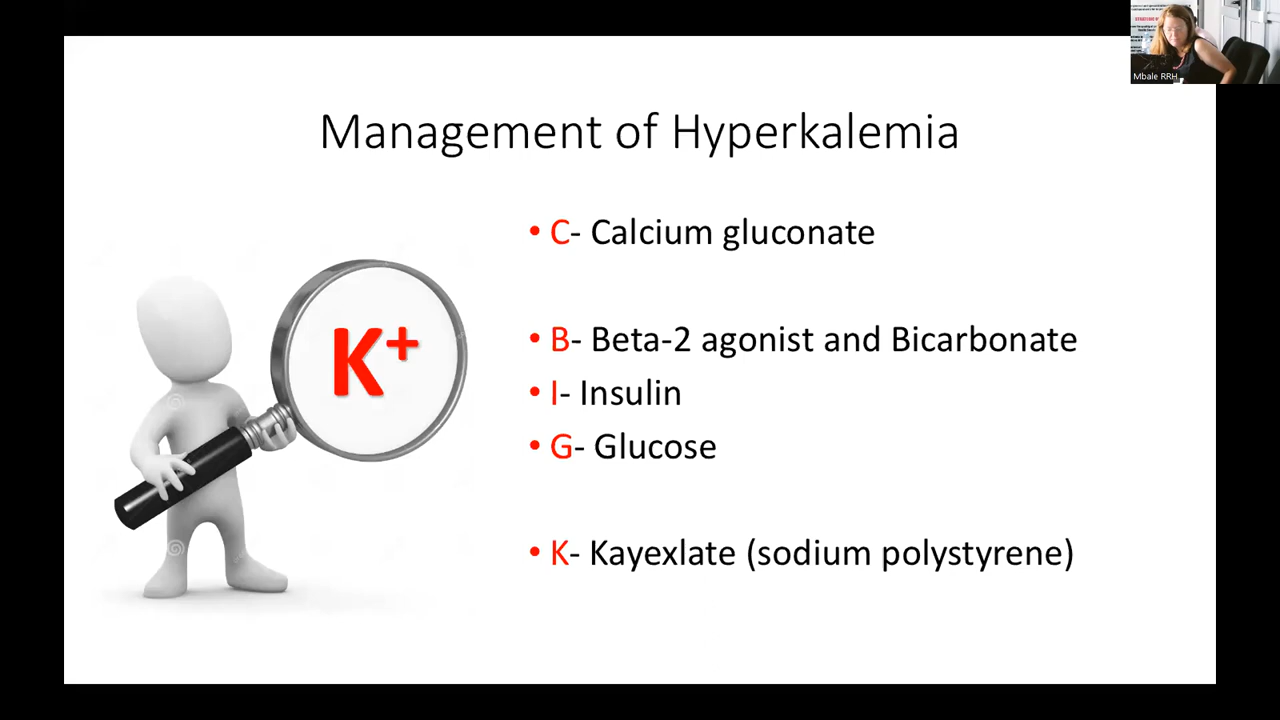 Mbale RRH
Management of Hyperkalemia
• C- Calcium gluconate
• B- Beta-2 agonist and Bicarbonate
• I- Insulin
• G- Glucose
• K- Kayexlate (sodium polystyrene)
K+